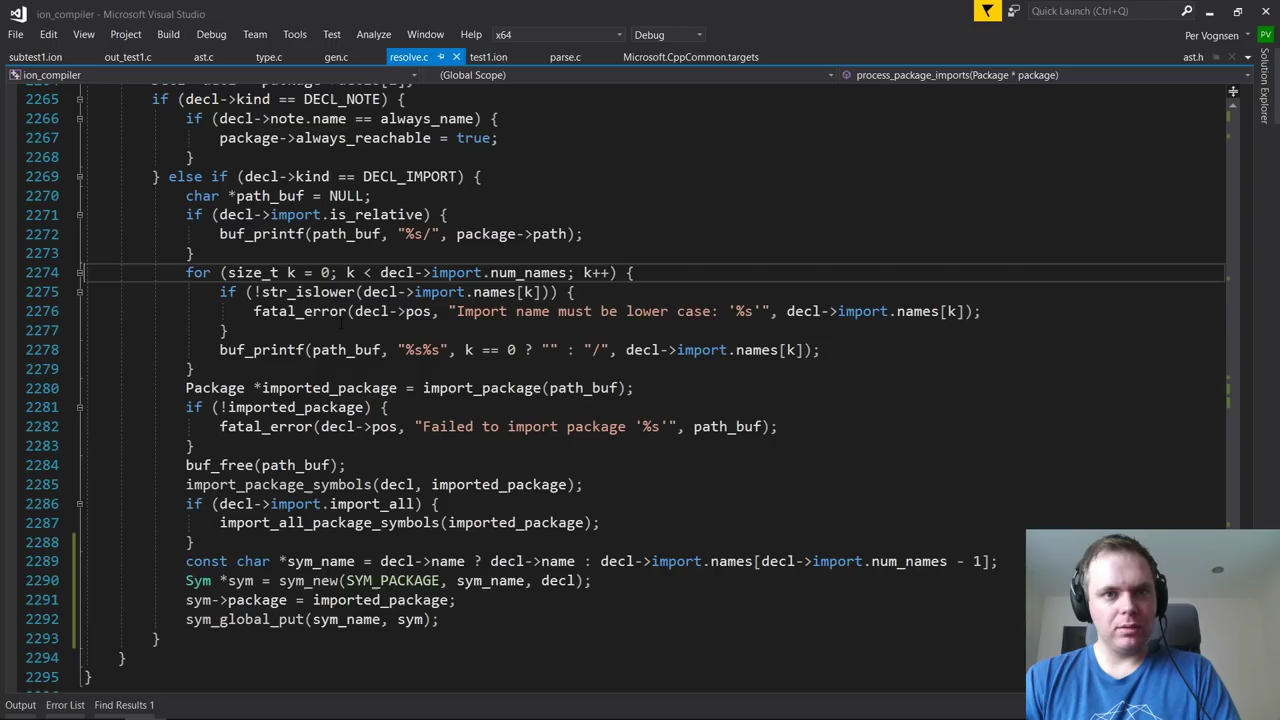 ion_compiler - Microsoft Visual Studio
Quick Launch (Ctrl+Q)
File Edit View Project Build Debug Team Tools Test Analyze Window Help x64 Debug
Per Vognsen PV
subtest1.ion out_test1.c ast.c type.c gen.c resolve.c test1.ion parse.c Microsoft.CppCommon.targets ast.h
ion_compiler (Global Scope) process_package_imports(Package * package)
Solution Explorer
2265 if (decl->kind == DECL_NOTE) {
2266 if (decl->note.name == always_name) {
2267 package->always_reachable = true;
2268 }
2269 } else if (decl->kind == DECL_IMPORT) {
2270 char *path_buf = NULL;
2271 if (decl->import.is_relative) {
2272 buf_printf(path_buf, "%s/", package->path);
2273 }
2274 for (size_t k = 0; k < decl->import.num_names; k++) {
2275 if (!str_islower(decl->import.names[k])) {
2276 fatal_error(decl->pos, "Import name must be lower case: '%s'", decl->import.names[k]);
2277 }
2278 buf_printf(path_buf, "%s%s", k == 0 ? "" : "/", decl->import.names[k]);
2279 }
2280 Package *imported_package = import_package(path_buf);
2281 if (!imported_package) {
2282 fatal_error(decl->pos, "Failed to import package '%s'", path_buf);
2283 }
2284 buf_free(path_buf);
2285 import_package_symbols(decl, imported_package);
2286 if (decl->import.import_all) {
2287 import_all_package_symbols(imported_package);
2288 }
2289 const char *sym_name = decl->name ? decl->name : decl->import.names[decl->import.num_names - 1];
2290 Sym *sym = sym_new(SYM_PACKAGE, sym_name, decl);
2291 sym->package = imported_package;
2292 sym_global_put(sym_name, sym);
2293 }
2294 }
2295 }
Output Error List Find Results 1